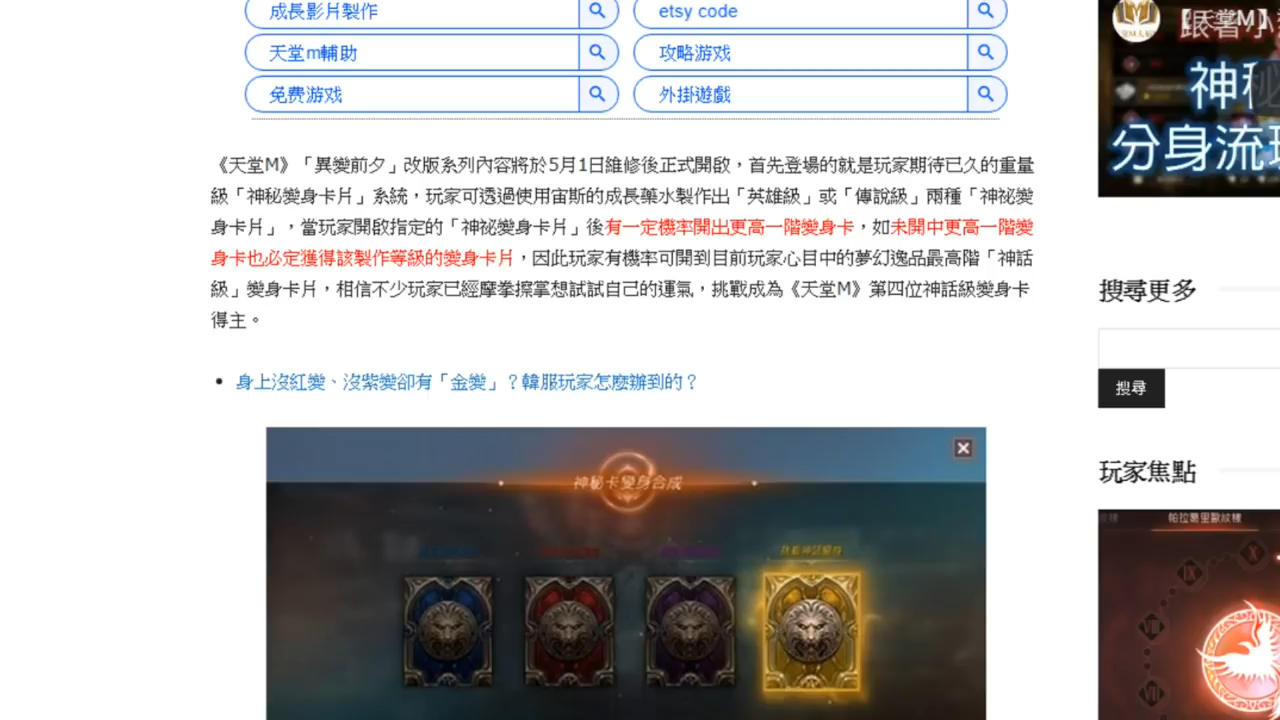 成長影片製作
etsy code
天堂m輔助
攻略游戏
免费游戏
外掛遊戲
《天堂M》「異變前夕」改版系列內容將於5月1日維修後正式開啟，首先登場的就是玩家期待已久的重量
級「神秘變身卡片」系統，玩家可透過使用宙斯的成長藥水製作出「英雄級」或「傳說級」兩種「神祕變
身卡片」，當玩家開啟指定的「神祕變身卡片」後有一定機率開出更高一階變身卡，如未開中更高一階變
身卡也必定獲得該製作等級的變身卡片，因此玩家有機率可開到目前玩家心目中的夢幻逸品最高階「神話
級」變身卡片，相信不少玩家已經摩拳擦掌想試試自己的運氣，挑戰成為《天堂M》第四位神話級變身卡
得主。
身上沒紅變、沒紫變卻有「金變」？韓服玩家怎麼辦到的？
神秘卡變身合成
【天堂M】
跟著小
神秘
分身流
搜尋更多
搜尋
玩家焦點
帕拉葛里歐紋樣